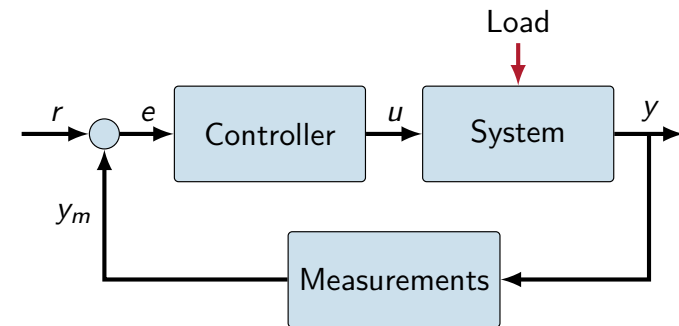 Load
r
e
Controller
u
System
y
y_m
Measurements